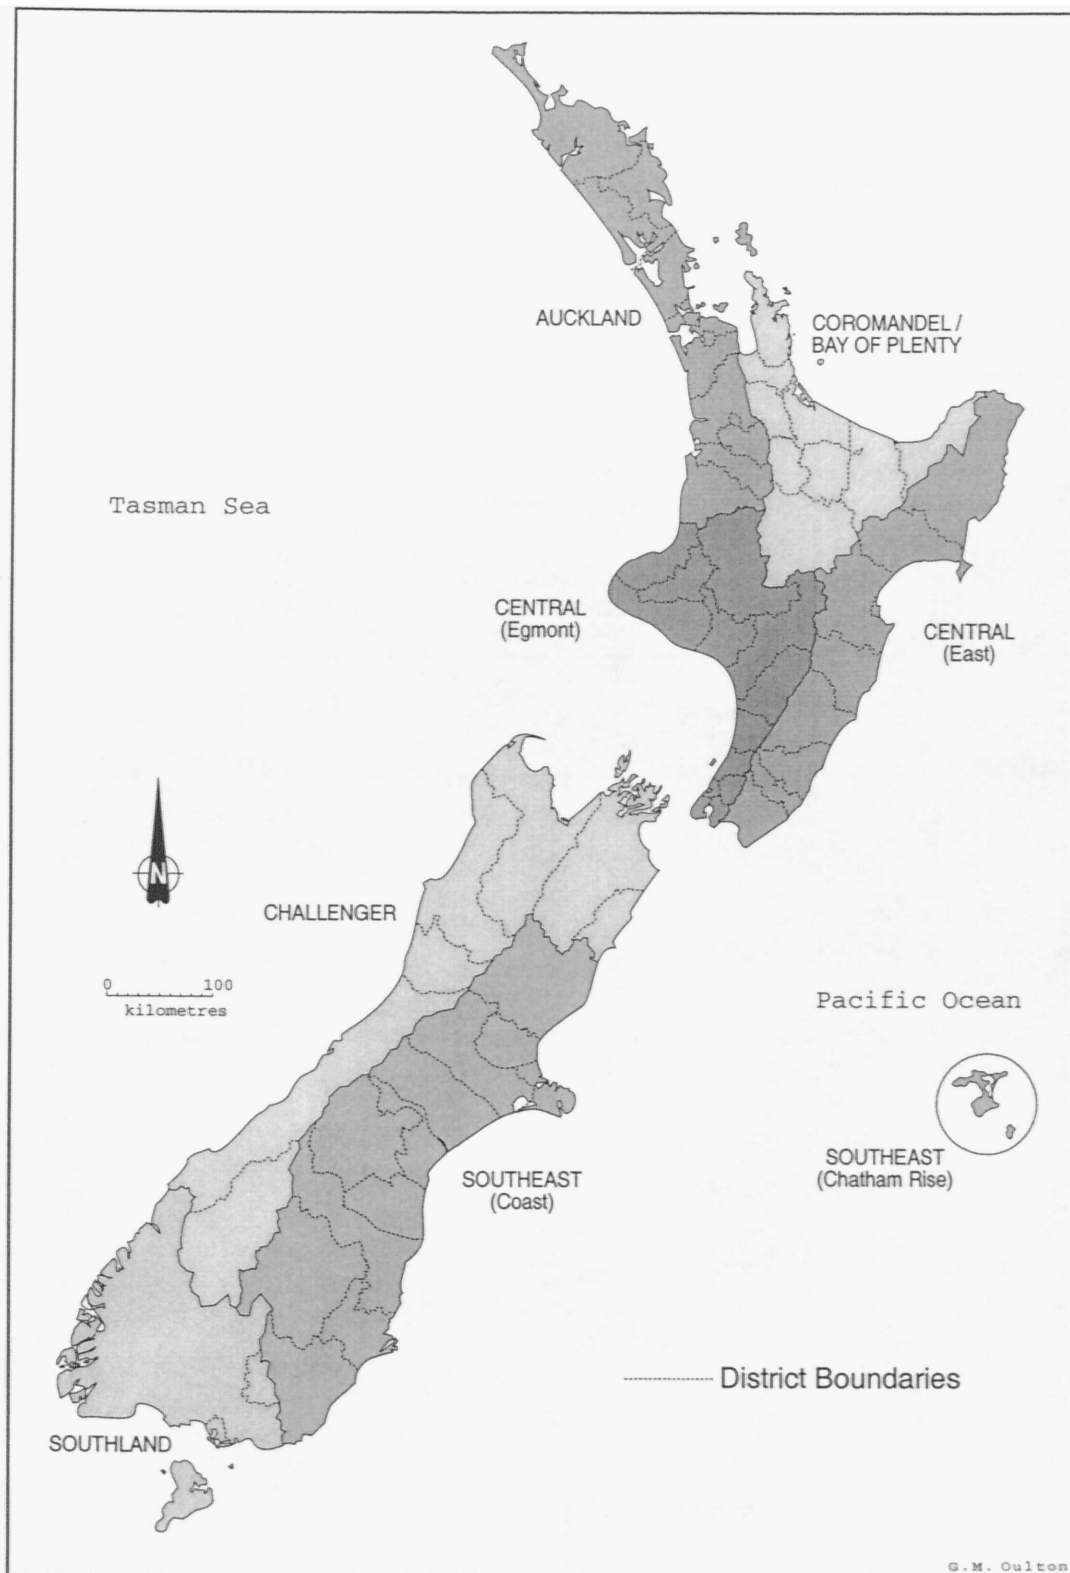 AUCKLAND
COROMANDEL /
BAY OF PLENTY
Tasman Sea
CENTRAL
(Egmont)
CENTRAL
(East)
N
CHALLENGER
0 100
kilometres
Pacific Ocean
SOUTHEAST
(Chatham Rise)
SOUTHEAST
(Coast)
District Boundaries
SOUTHLAND
G.M. Oulton